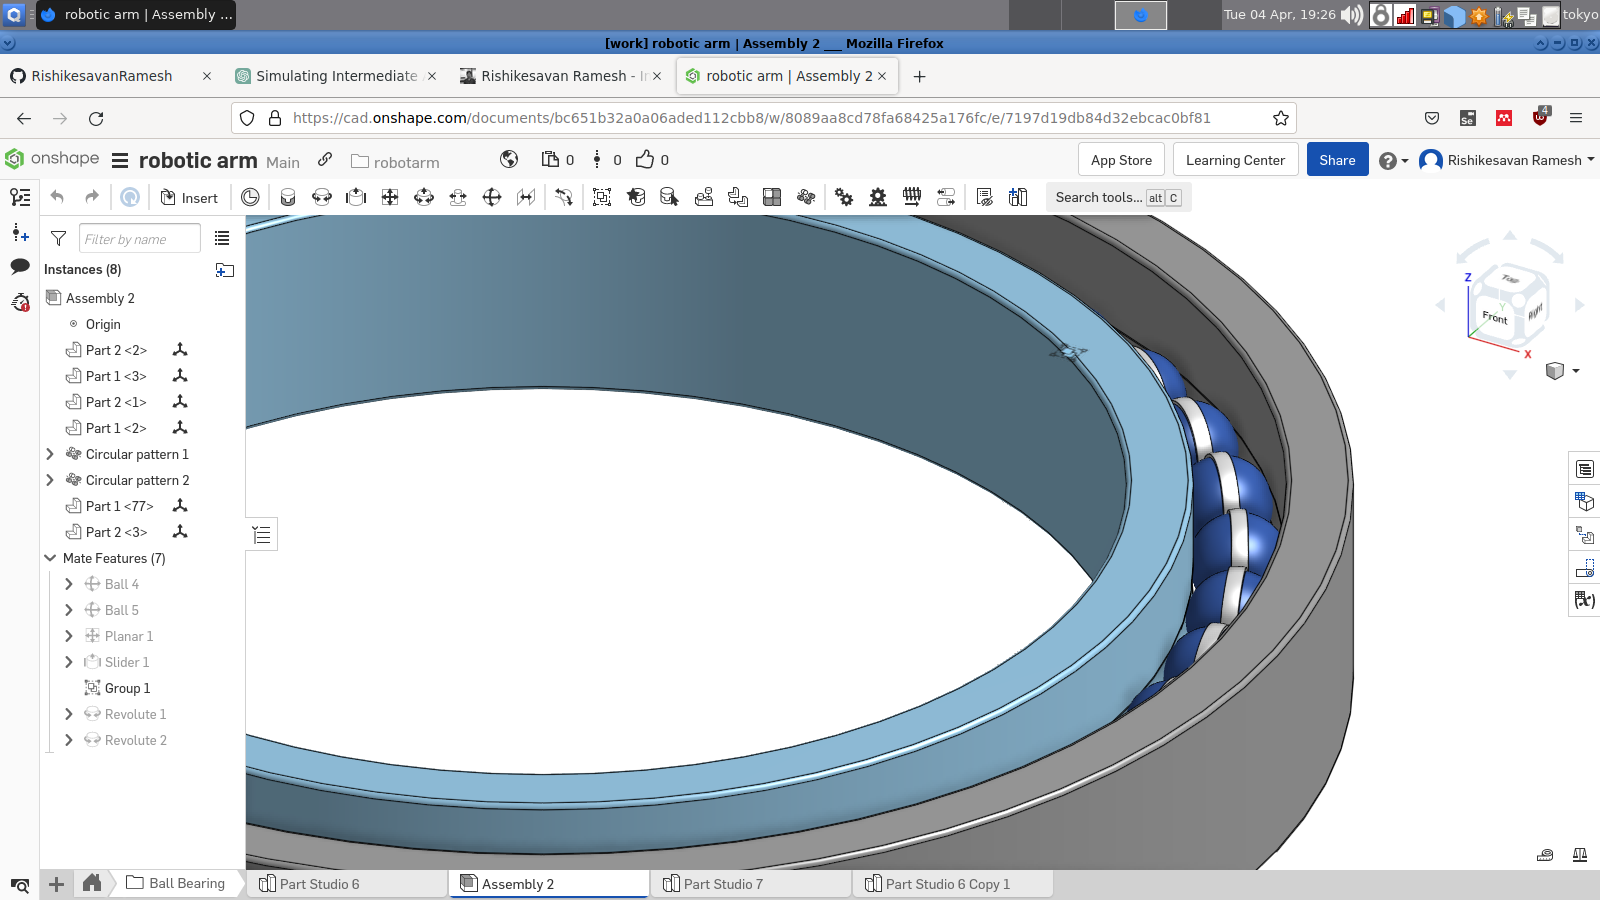 robotic arm | Assembly ...
Tue 04 Apr, 19:26
tokyo
[work] robotic arm | Assembly 2 ___ Mozilla Firefox
RishikesavanRamesh
Simulating Intermediate
Rishikesavan Ramesh - I
robotic arm | Assembly 2
https://cad.onshape.com/documents/bc651b32a0a06aded112cbb8/w/8089aa8cd78fa68425a176fc/e/7197d19db84d32ebcac0bf81
Se
4
onshape
robotic arm Main
robotarm
0
0
0
App Store
Learning Center
Share
Rishikesavan Ramesh
Insert
Search tools... alt C
Filter by name
Instances (8)
Assembly 2
Origin
Part 2 <2>
Part 1 <3>
Part 2 <1>
Part 1 <2>
Circular pattern 1
Circular pattern 2
Part 1 <77>
Part 2 <3>
Mate Features (7)
Ball 4
Ball 5
Planar 1
Slider 1
Group 1
Revolute 1
Revolute 2
Z
Top
Y
Front
Right
X
(x)
Ball Bearing
Part Studio 6
Assembly 2
Part Studio 7
Part Studio 6 Copy 1